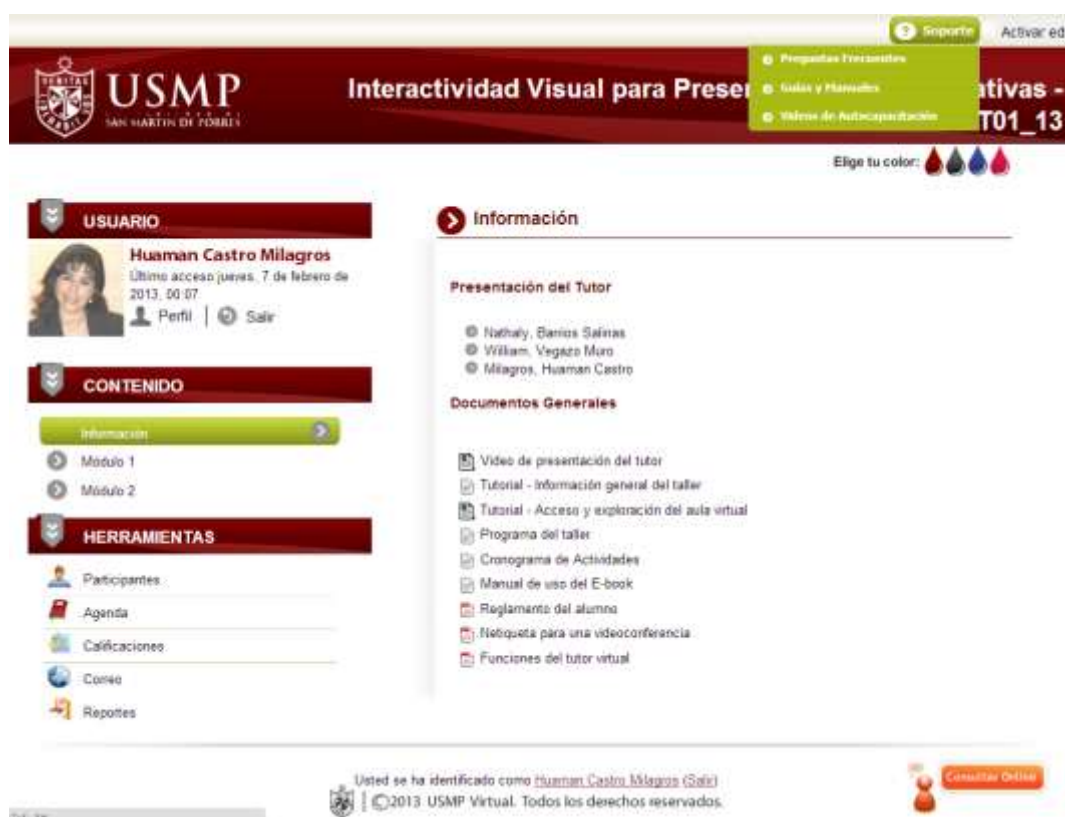 Soporte
Activar ed
Preguntas Frecuentes
Guías y Manuales
Videos de Autocapacitación
USMP
SAN MARTIN DE PORRES
Interactividad Visual para Preser
ativas -
T01_13
Elige tu color:
USUARIO
Huaman Castro Milagros
Último acceso jueves, 7 de febrero de
2013, 00:07
Perfil | Salir
CONTENIDO
Información
Módulo 1
Módulo 2
HERRAMIENTAS
Participantes
Agenda
Calificaciones
Correo
Reportes
Información
Presentación del Tutor
Nathaly, Barrios Salinas
William, Vegazo Muro
Milagros, Huaman Castro
Documentos Generales
Video de presentación del tutor
Tutorial - Información general del taller
Tutorial - Acceso y exploración del aula virtual
Programa del taller
Cronograma de Actividades
Manual de uso del E-book
Reglamento del alumno
Netiqueta para una videoconferencia
Funciones del tutor virtual
Usted se ha identificado como Huaman Castro Milagros (Salir)
| ©2013 USMP Virtual. Todos los derechos reservados.
Consultas Online